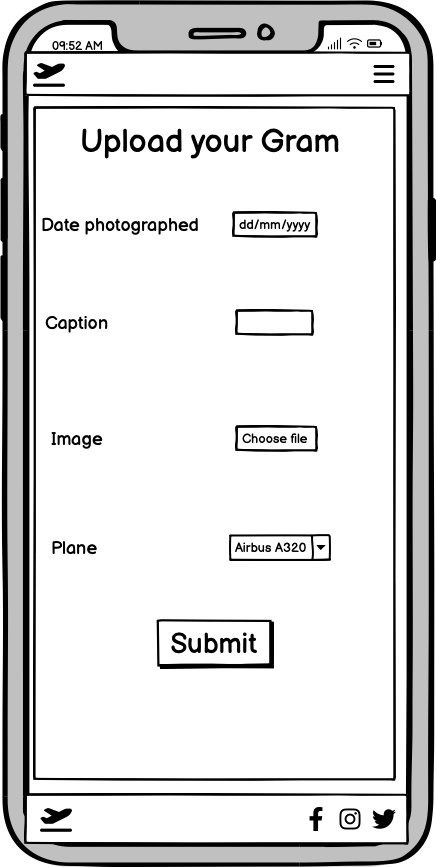 09:52 AM
Upload your Gram
Date photographed dd/mm/yyyy
Caption
Image Choose file
Plane Airbus A320
Submit